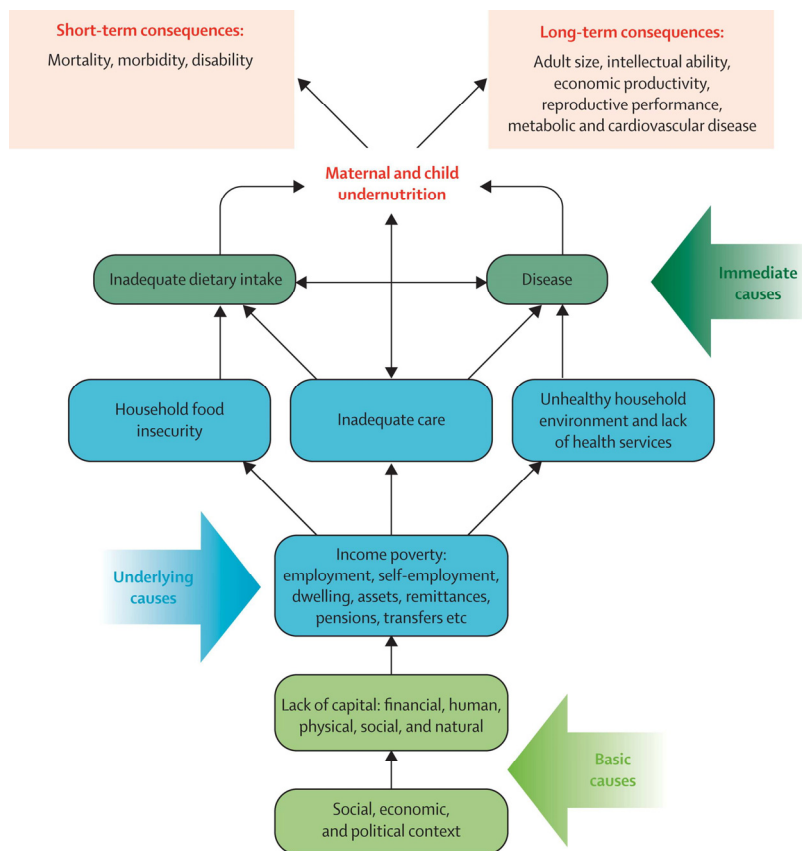 Short-term consequences:
Mortality, morbidity, disability
Long-term consequences:
Adult size, intellectual ability,
economic productivity,
reproductive performance,
metabolic and cardiovascular disease
Maternal and child
undernutrition
Inadequate dietary intake
Disease
Immediate
causes
Household food
insecurity
Inadequate care
Unhealthy household
environment and lack
of health services
Underlying
causes
Income poverty:
employment, self-employment,
dwelling, assets, remittances,
pensions, transfers etc
Lack of capital: financial, human,
physical, social, and natural
Basic
causes
Social, economic,
and political context